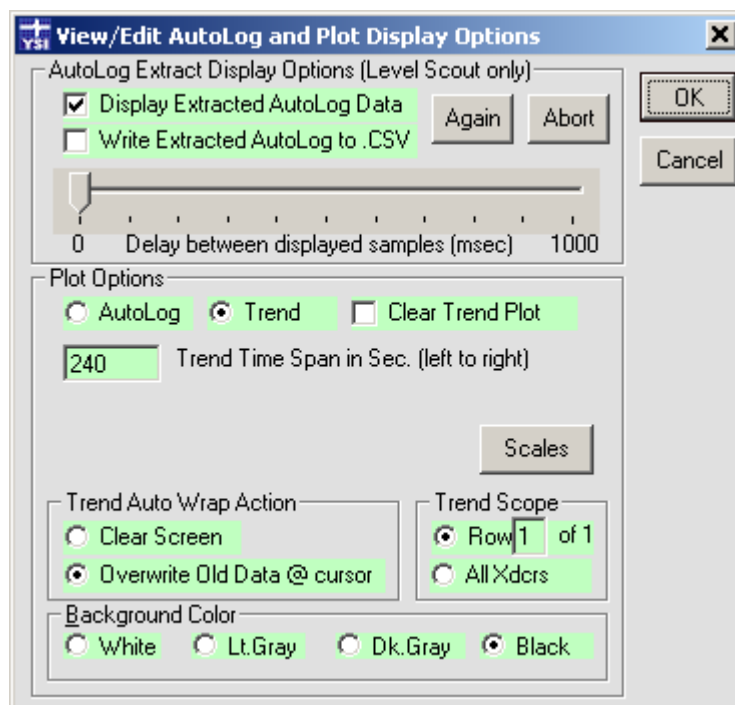 YSI View/Edit AutoLog and Plot Display Options
AutoLog Extract Display Options (Level Scout only)
Display Extracted AutoLog Data
Write Extracted AutoLog to .CSV
Again
Abort
OK
Cancel
0 Delay between displayed samples (msec) 1000
Plot Options
AutoLog Trend Clear Trend Plot
240 Trend Time Span in Sec. (left to right)
Scales
Trend Auto Wrap Action
Clear Screen
Overwrite Old Data @ cursor
Trend Scope
Row 1 of 1
All Xdcrs
Background Color
White Lt.Gray Dk.Gray Black